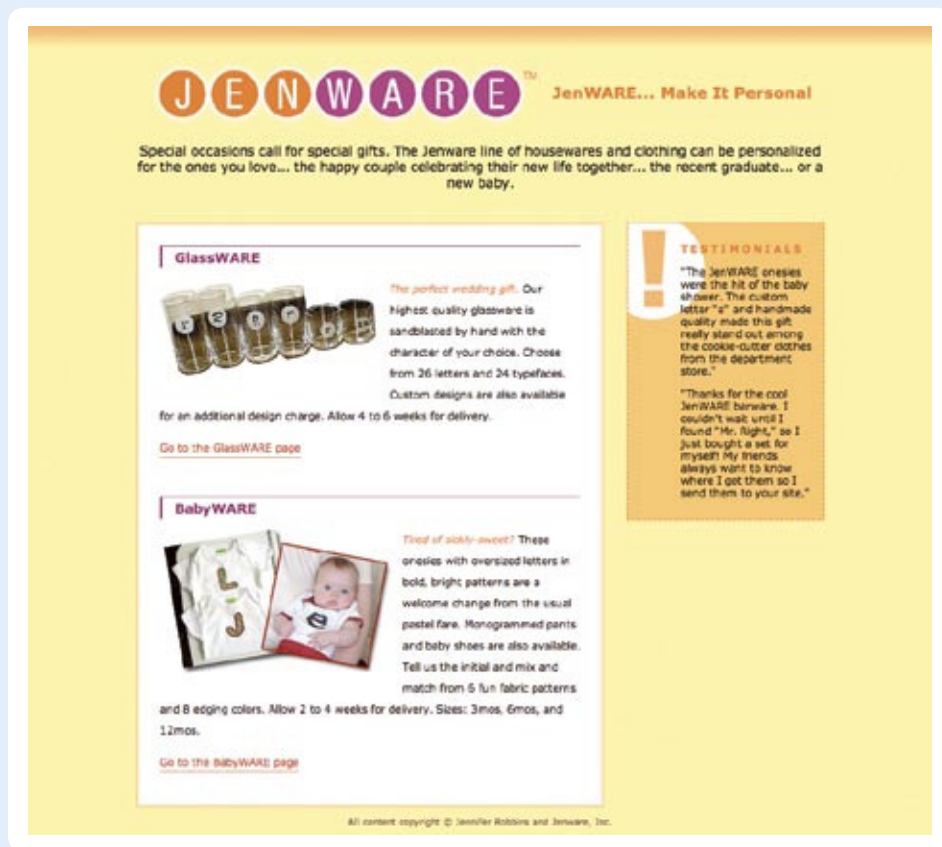 JENWARE™
JenWARE... Make It Personal
Special occasions call for special gifts. The Jenware line of housewares and clothing can be personalized
for the ones you love... the happy couple celebrating their new life together... the recent graduate... or a
new baby.
GlassWARE
The perfect wedding gift. Our
highest quality glassware is
sandblasted by hand with the
character of your choice. Choose
from 26 letters and 24 typefaces.
Custom designs are also available
for an additional design charge. Allow 4 to 6 weeks for delivery.
Go to the GlassWARE page
BabyWARE
Tired of sickly-sweet? These
onesies with oversized letters in
bold, bright patterns are a
welcome change from the usual
pastel fare. Monogrammed pants
and baby shoes are also available.
Tell us the initial and mix and
match from 6 fun fabric patterns
and 8 edging colors. Allow 2 to 4 weeks for delivery. Sizes: 3mos, 6mos, and
12mos.
Go to the BabyWARE page
L
J
e
!
TESTIMONIALS
"The JenWARE onesies
were the hit of the baby
shower. The custom
letter "a" and handmade
quality made this gift
really stand out among
the cookie-cutter clothes
from the department
store."
"Thanks for the cool
JenWARE barware. I
couldn't wait until I
found "Mr. Right," so I
just bought a set for
myself! My friends
always want to know
where I got them so I
send them to your site."
All content copyright © Jennifer Robbins and Jenware, Inc.